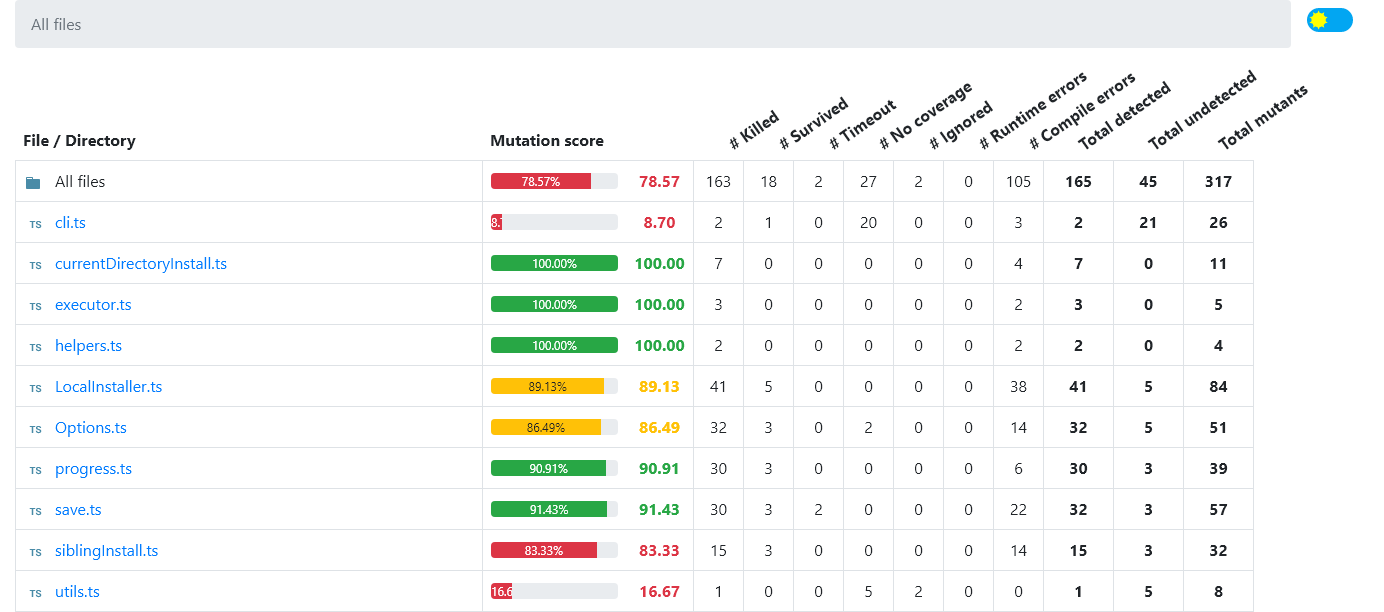 All files
File / Directory Mutation score # Killed # Survived # Timeout # No coverage # Ignored # Runtime errors # Compile errors Total detected Total undetected Total mutants
All files 78.57% 78.57 163 18 2 27 2 0 105 165 45 317
TS cli.ts 8.7 8.70 2 1 0 20 0 0 3 2 21 26
TS currentDirectoryInstall.ts 100.00% 100.00 7 0 0 0 0 0 4 7 0 11
TS executor.ts 100.00% 100.00 3 0 0 0 0 0 2 3 0 5
TS helpers.ts 100.00% 100.00 2 0 0 0 0 0 2 2 0 4
TS LocalInstaller.ts 89.13% 89.13 41 5 0 0 0 0 38 41 5 84
TS Options.ts 86.49% 86.49 32 3 0 2 0 0 14 32 5 51
TS progress.ts 90.91% 90.91 30 3 0 0 0 0 6 30 3 39
TS save.ts 91.43% 91.43 30 3 2 0 0 0 22 32 3 57
TS siblingInstall.ts 83.33% 83.33 15 3 0 0 0 0 14 15 3 32
TS utils.ts 16.6 16.67 1 0 0 5 2 0 0 1 5 8